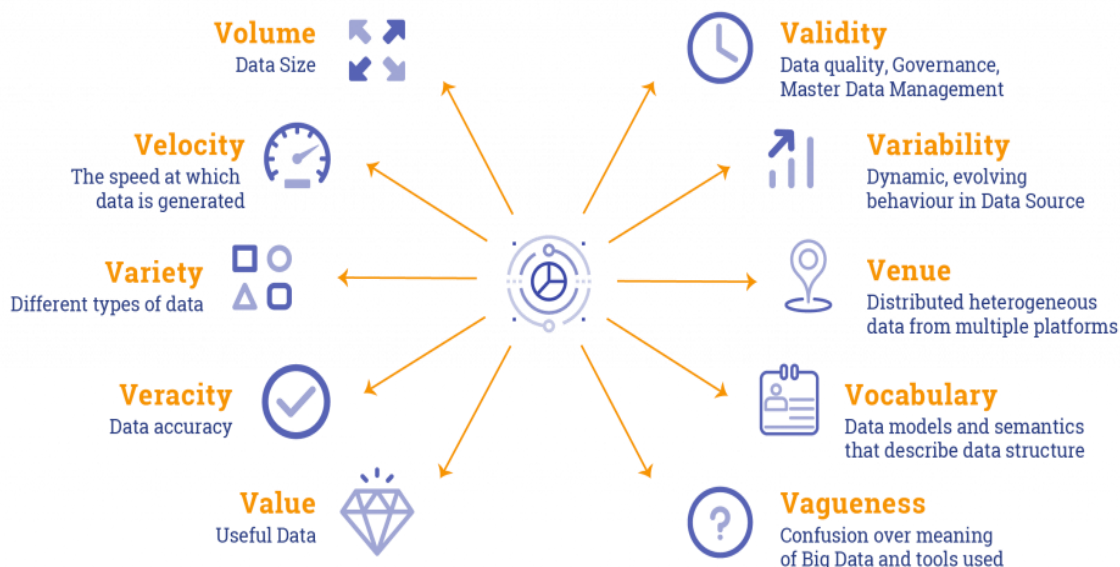 Volume
Data Size
Velocity
The speed at which
data is generated
Variety
Different types of data
Veracity
Data accuracy
Value
Useful Data
Validity
Data quality, Governance,
Master Data Management
Variability
Dynamic, evolving
behaviour in Data Source
Venue
Distributed heterogeneous
data from multiple platforms
Vocabulary
Data models and semantics
that describe data structure
?
Vagueness
Confusion over meaning
of Big Data and tools used